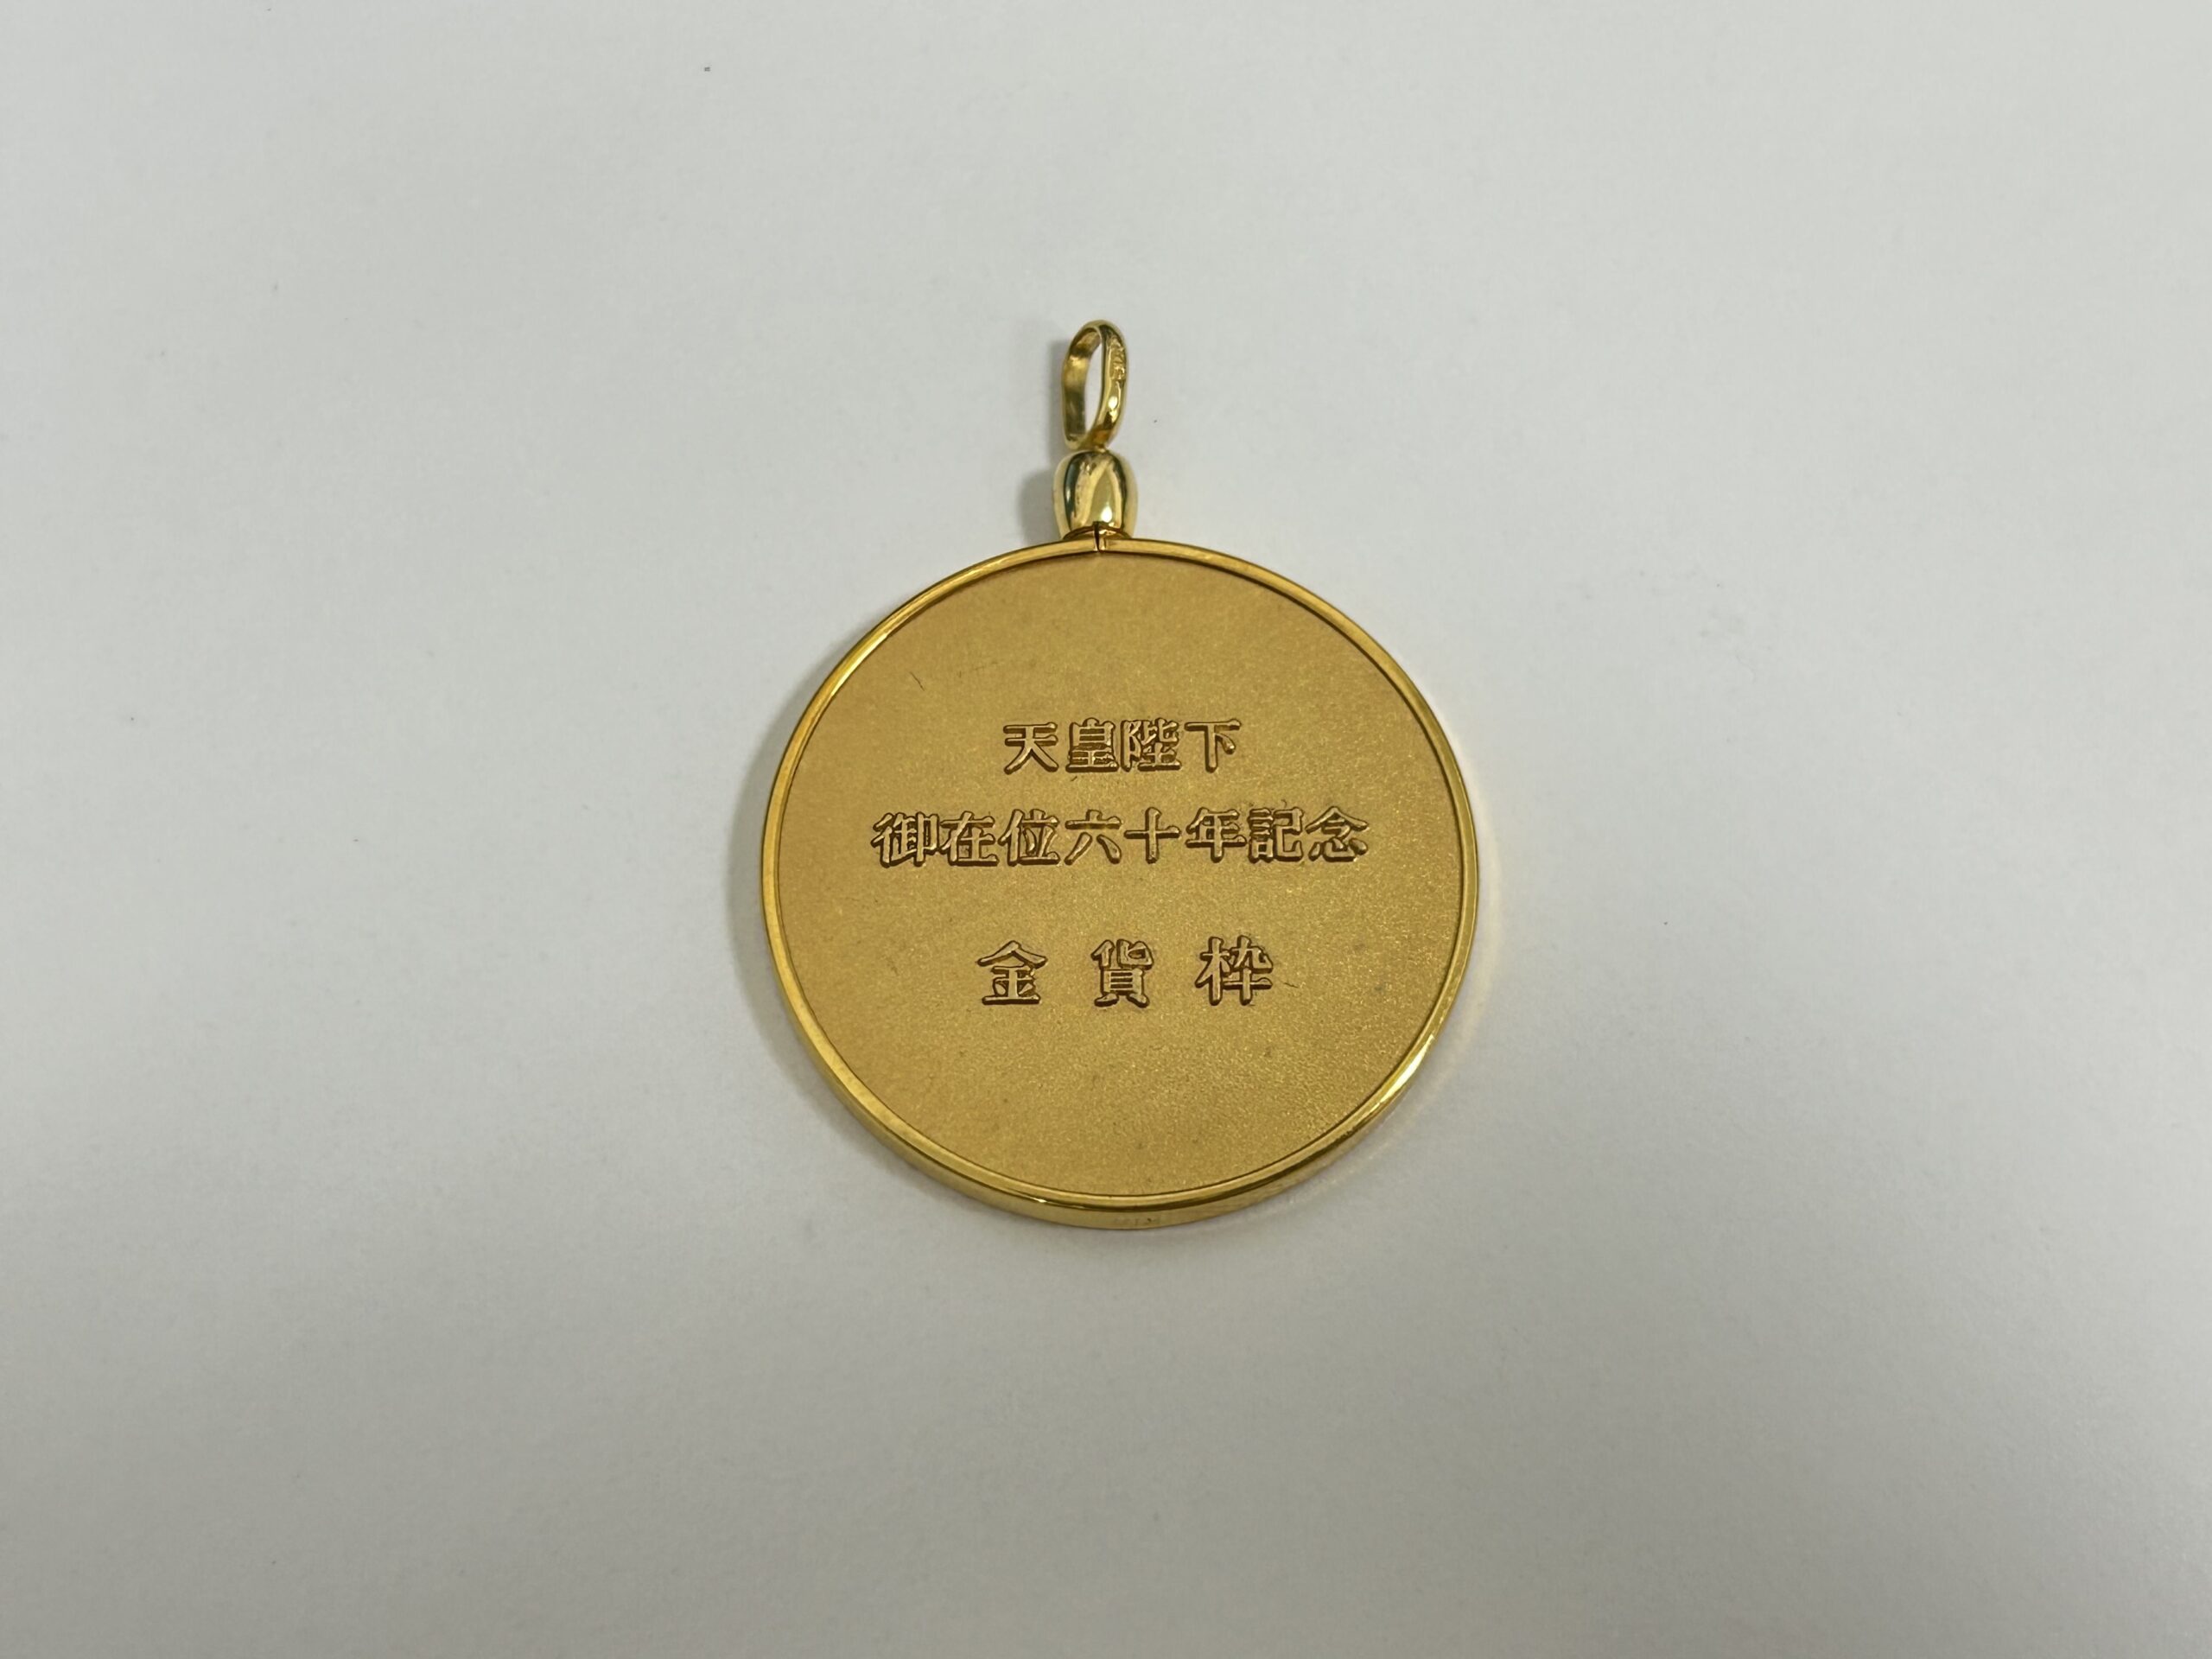 天皇陛下
御在位六十年記念
金貨枠